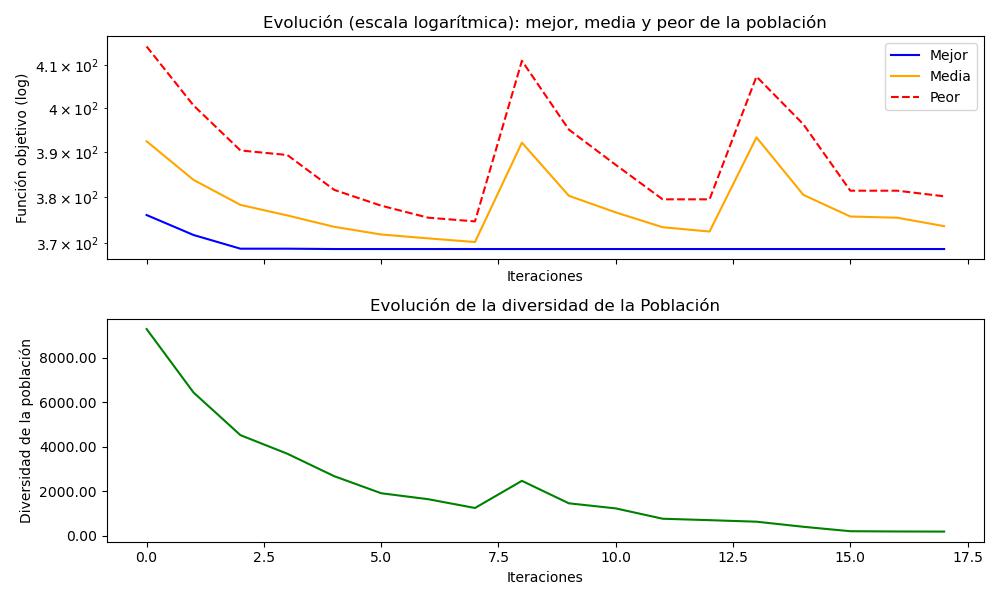 Evolución (escala logarítmica): mejor, media y peor de la población
Función objetivo (log)
4.1 × 10²
4 × 10²
3.9 × 10²
3.8 × 10²
3.7 × 10²
Mejor
Media
Peor
Iteraciones
Evolución de la diversidad de la Población
Diversidad de la población
8000.00
6000.00
4000.00
2000.00
0.00
0.0 2.5 5.0 7.5 10.0 12.5 15.0 17.5
Iteraciones